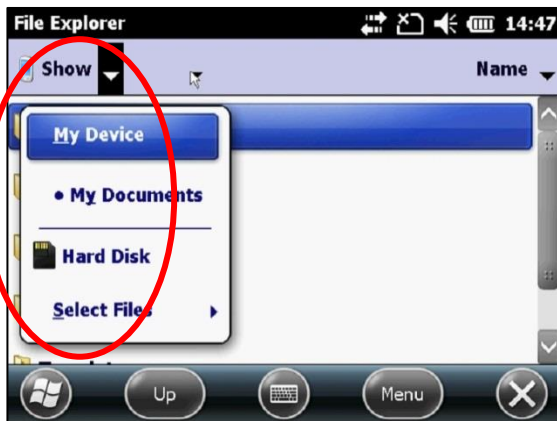 File Explorer 14:47
Show Name
My Device
• My Documents
Hard Disk
Select Files
Up Menu